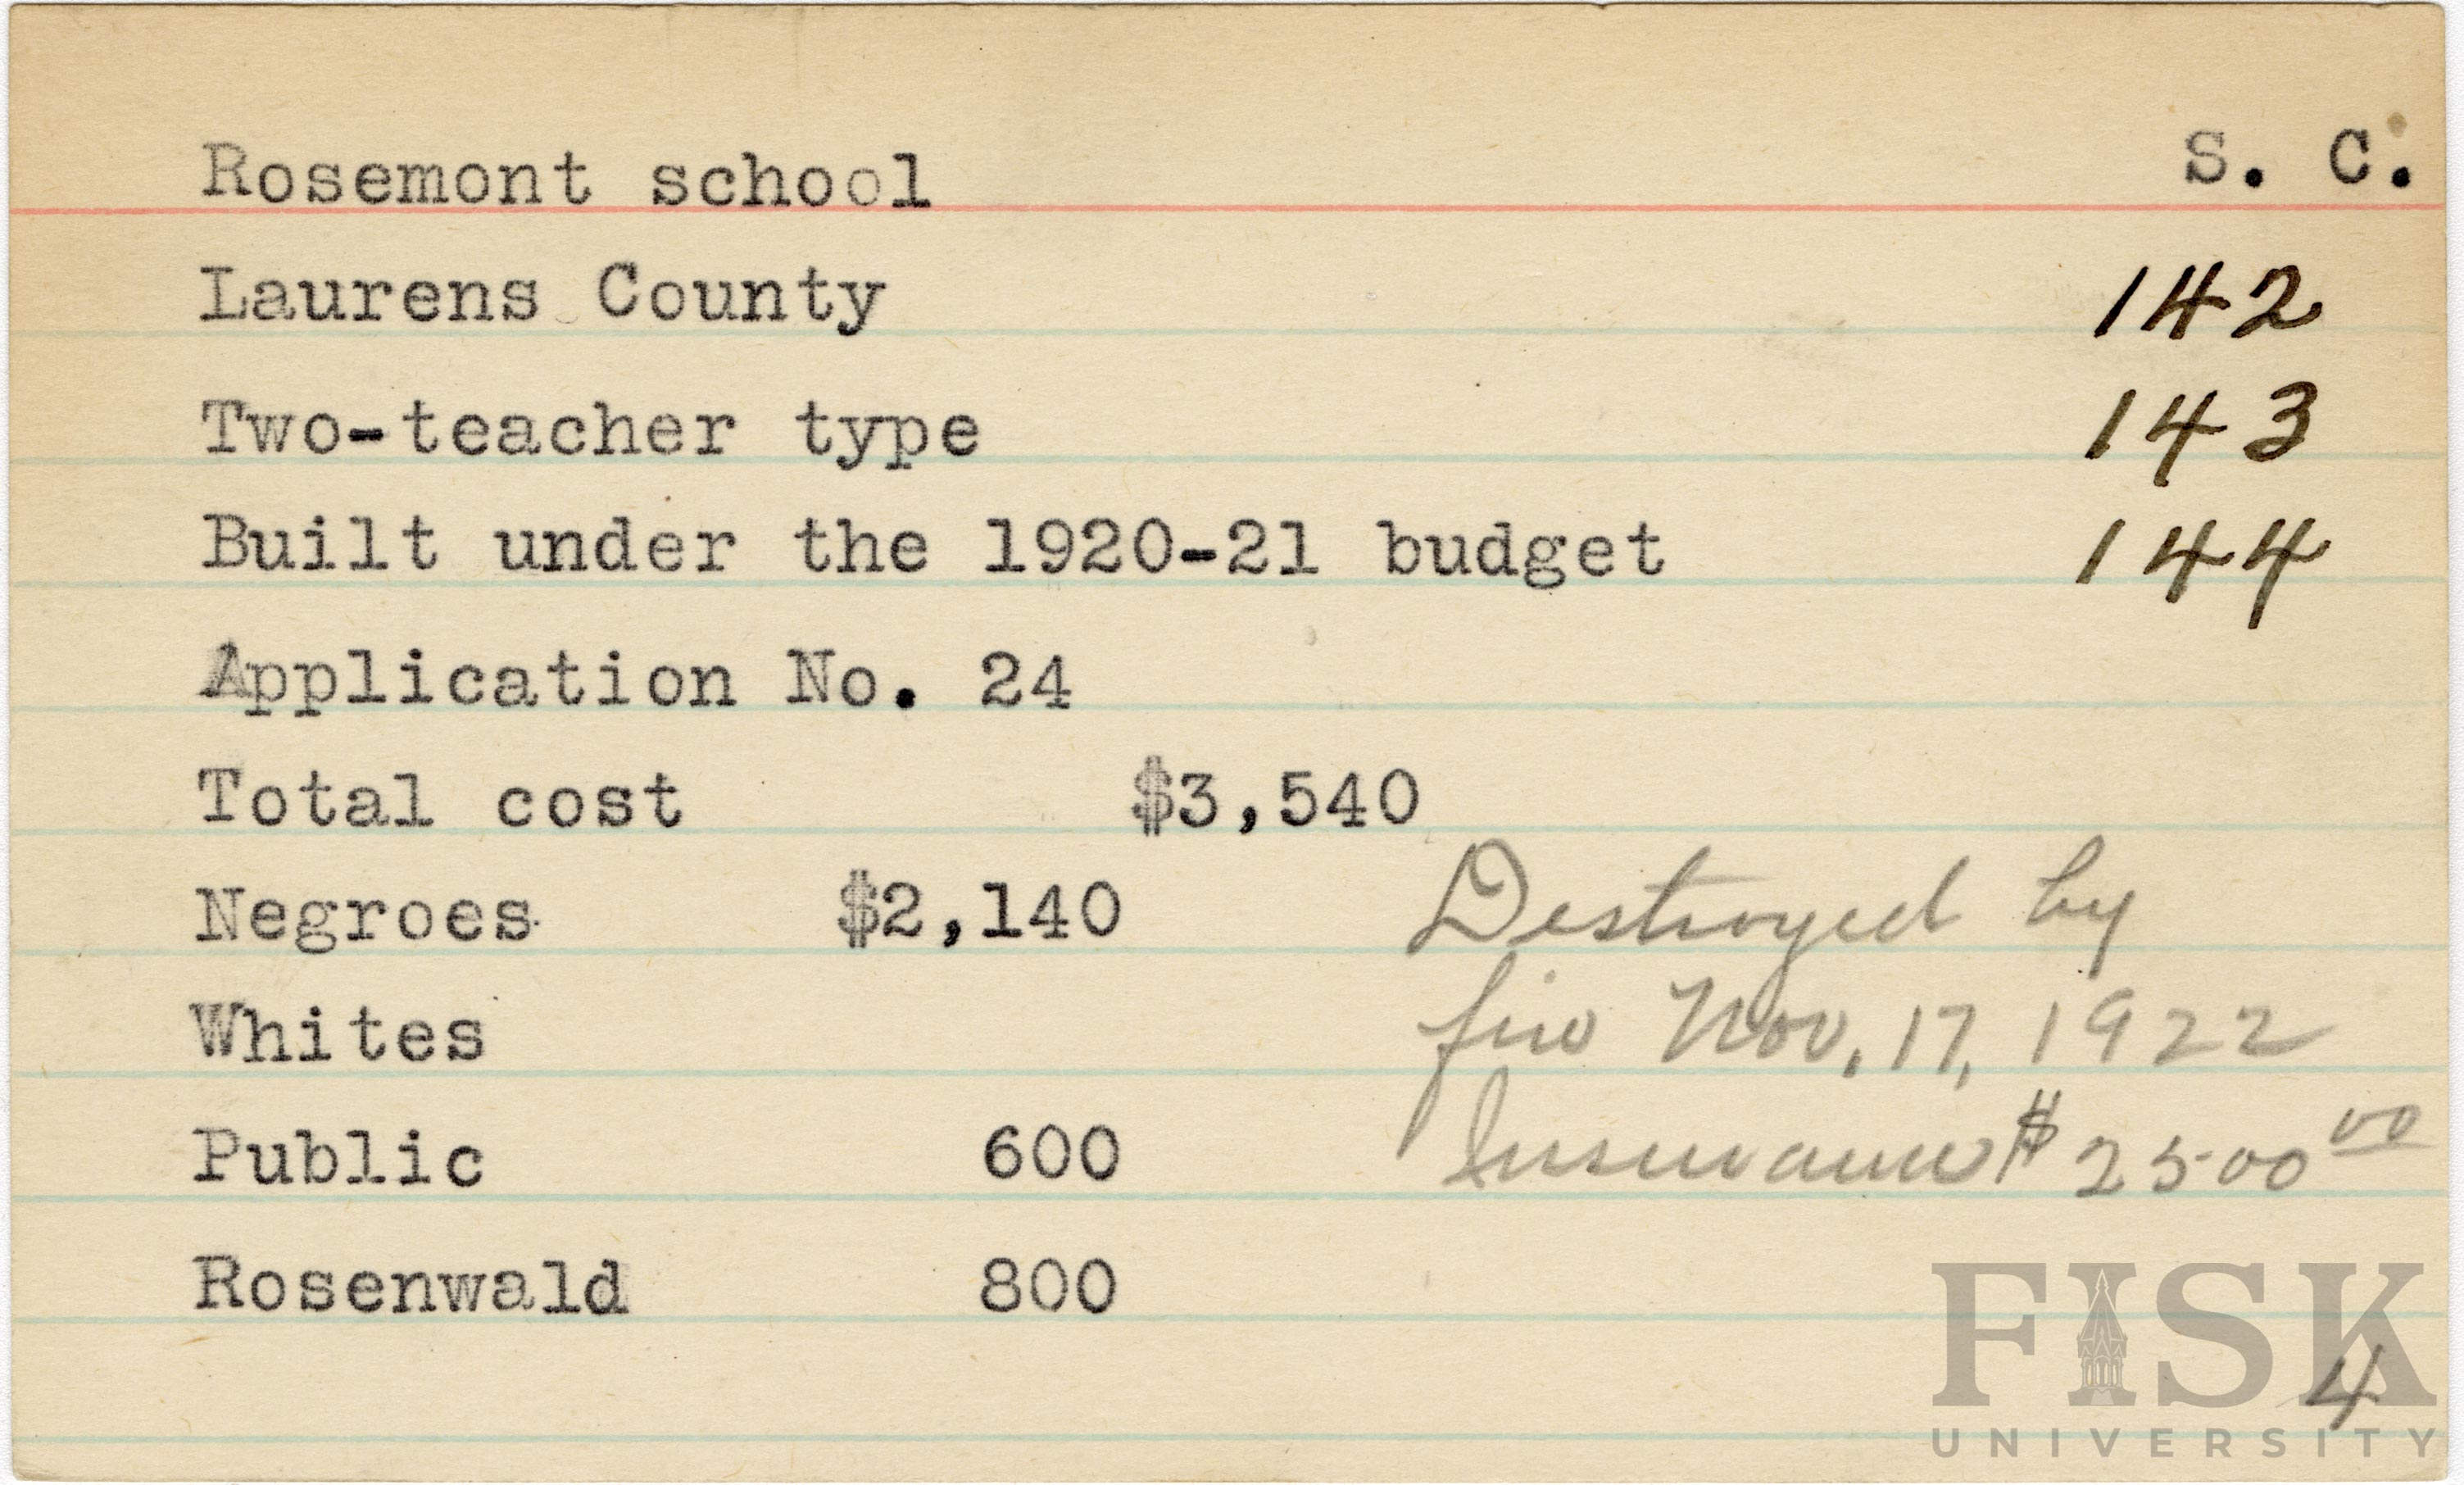 Rosemont school S. C.
Laurens County 142
Two-teacher type 143
Built under the 1920-21 budget 144
Application No. 24
Total cost $3,540
Negroes $2,140
Whites
Public 600
Rosenwald 800
Destroyed by
fire Nov. 17, 1922
Insurance $2500 00
4
FISK
UNIVERSITY